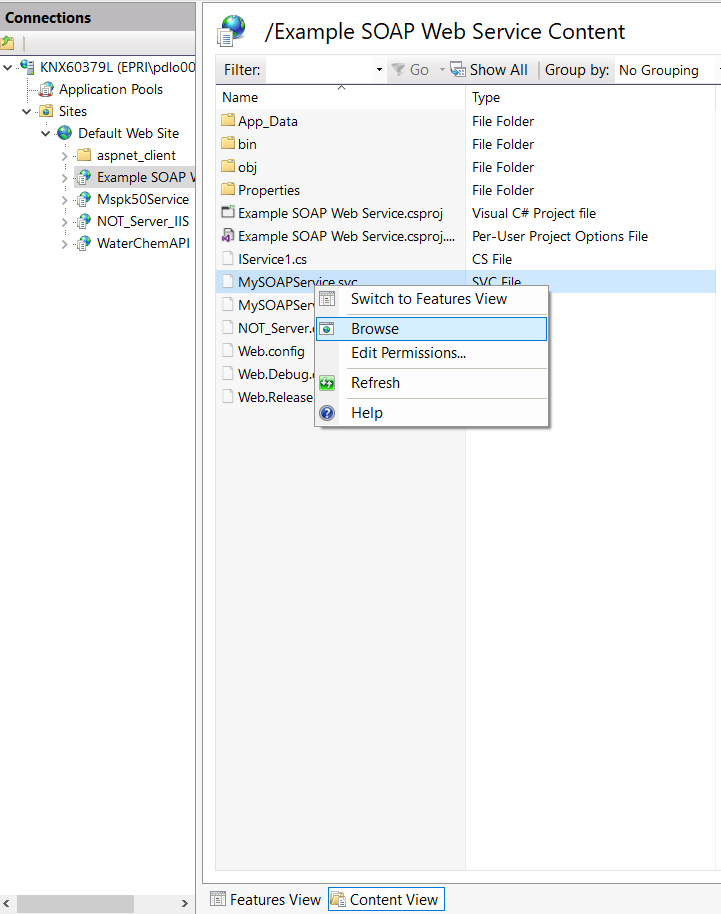 Connections
KNX60379L (EPRI\pdlo00
Application Pools
Sites
Default Web Site
aspnet_client
Example SOAP W
Mspk50Service
NOT_Server_IIS
WaterChemAPI
/Example SOAP Web Service Content
Filter: Go Show All Group by: No Grouping
Name Type
App_Data File Folder
bin File Folder
obj File Folder
Properties File Folder
Example SOAP Web Service.csproj Visual C# Project file
Example SOAP Web Service.csproj.... Per-User Project Options File
IService1.cs CS File
MySOAPService.svc SVC File
MySOAPServ
NOT_Server.
Web.config
Web.Debug.
Web.Release
Switch to Features View
Browse
Edit Permissions...
Refresh
Help
Features View Content View